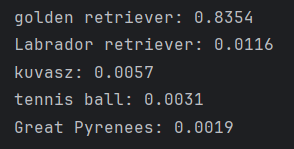 golden retriever: 0.8354
Labrador retriever: 0.0116
kuvasz: 0.0057
tennis ball: 0.0031
Great Pyrenees: 0.0019